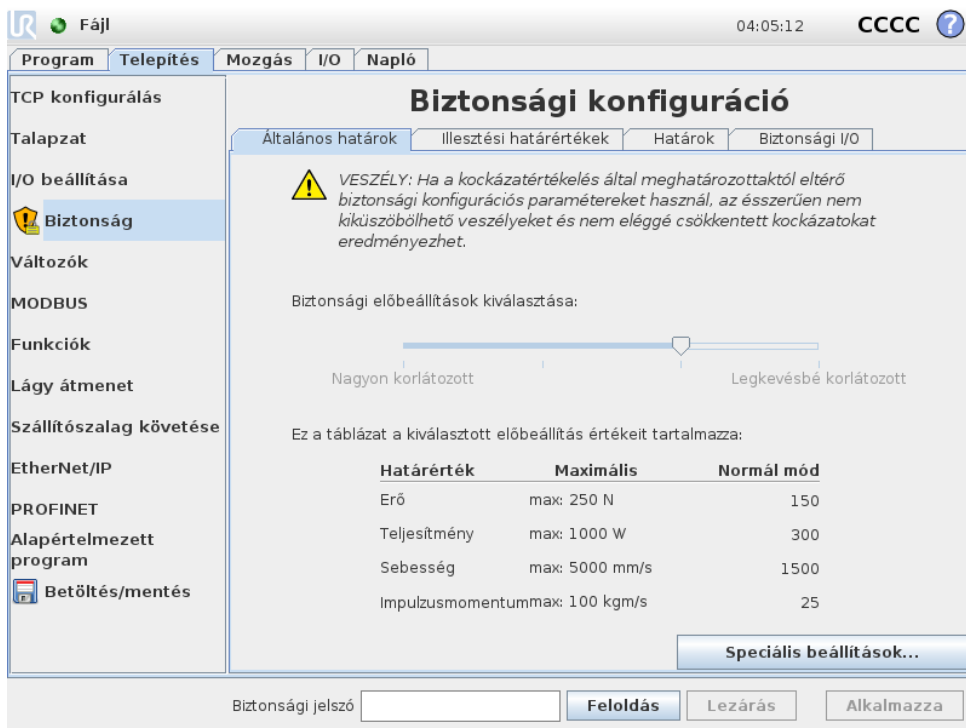 UR Fájl 04:05:12 CCCC ?
Program Telepítés Mozgás I/O Napló
TCP konfigurálás
Talapzat
I/O beállítása
Biztonság
Változók
MODBUS
Funkciók
Lágy átmenet
Szállítószalag követése
EtherNet/IP
PROFINET
Alapértelmezett
program
Betöltés/mentés
Biztonsági konfiguráció
Általános határok Illesztési határértékek Határok Biztonsági I/O
VESZÉLY: Ha a kockázatértékelés által meghatározottaktól eltérő
biztonsági konfigurációs paramétereket használ, az ésszerűen nem
kiküszöbölhető veszélyeket és nem eléggé csökkentett kockázatokat
eredményezhet.
Biztonsági előbeállítások kiválasztása:
Nagyon korlátozott Legkevésbé korlátozott
Ez a táblázat a kiválasztott előbeállítás értékeit tartalmazza:
Határérték Maximális Normál mód
Erő max: 250 N 150
Teljesítmény max: 1000 W 300
Sebesség max: 5000 mm/s 1500
Impulzusmomentum max: 100 kgm/s 25
Speciális beállítások...
Biztonsági jelszó Feloldás Lezárás Alkalmazza